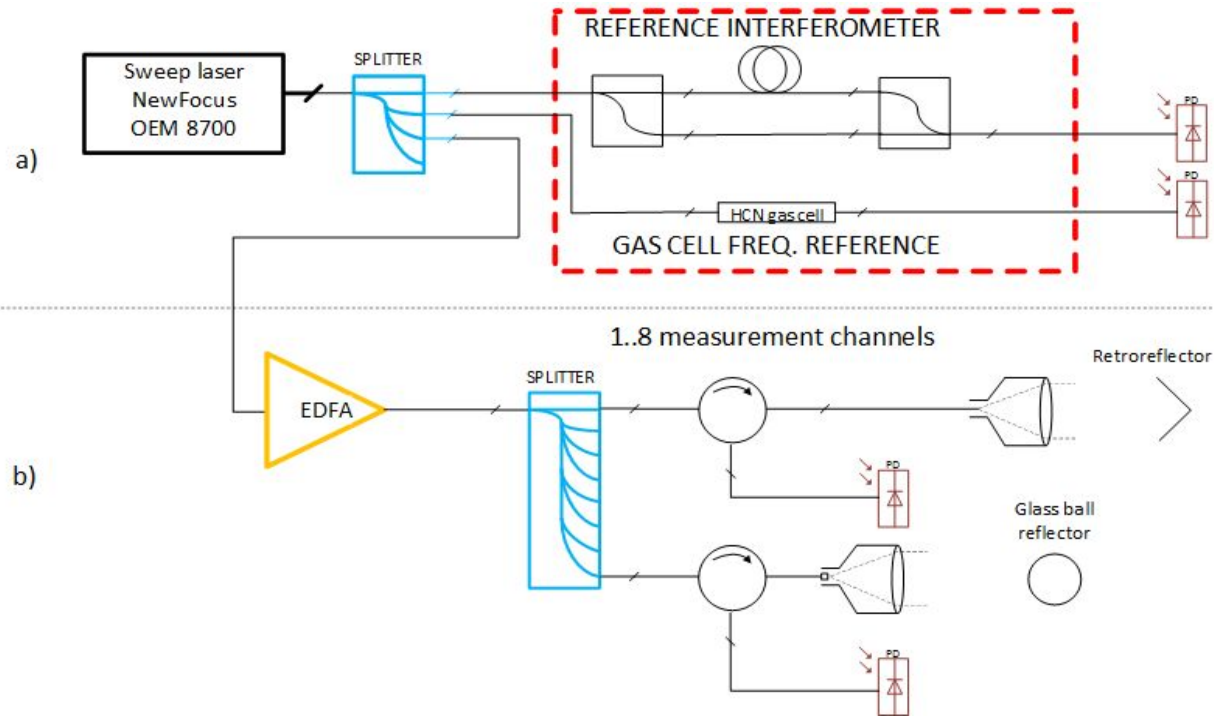 REFERENCE INTERFEROMETER
SPLITTER
Sweep laser
NewFocus
OEM 8700
PD
a)
PD
HCN gas cell
GAS CELL FREQ. REFERENCE
1..8 measurement channels
Retroreflector
SPLITTER
EDFA
b)
PD
Glass ball
reflector
PD